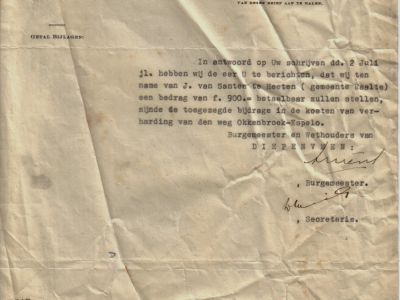 VAN DEZEN BRIEF AAN TE HALEN.
GETAL BIJLAGEN:
In antwoord op Uw schrijven dd. 2 Juli
jl. hebben wij de eer U te berichten, dat wij ten
name van J. van Santen te Heeten ( gemeente Raalte)
een bedrag van f. 900.= betaalbaar zullen stellen,
zijnde de toegezegde bijdrage in de kosten van ver-
harding van den weg Okkenbroek-Espelo.
Burgemeester en Wethouders van
DIEPENVEEN:
, Burgemeester.
, Secretaris.